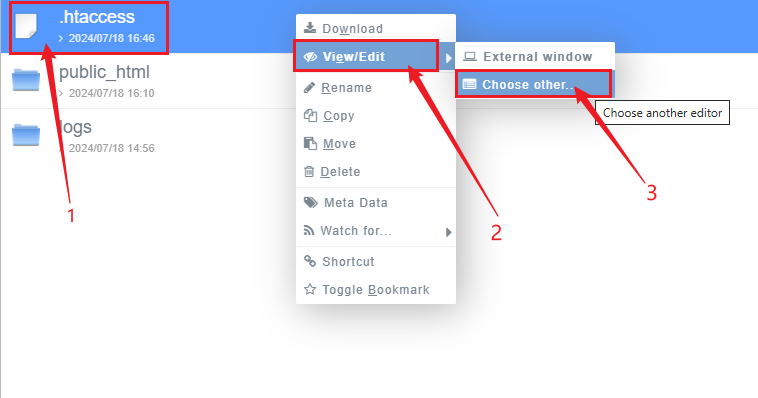 .htaccess
2024/07/18 16:46
public_html
2024/07/18 16:10
logs
2024/07/18 14:56
1
Download
View/Edit
Rename
Copy
Move
Delete
Meta Data
Watch for...
Shortcut
Toggle Bookmark
2
External window
Choose other...
Choose another editor
3